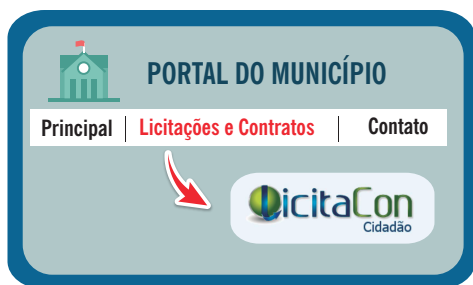 PORTAL DO MUNICÍPIO
Principal | Licitações e Contratos | Contato
LicitaCon
Cidadão